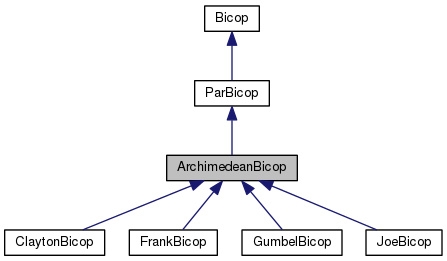 Bicop
ParBicop
ArchimedeanBicop
ClaytonBicop
FrankBicop
GumbelBicop
JoeBicop